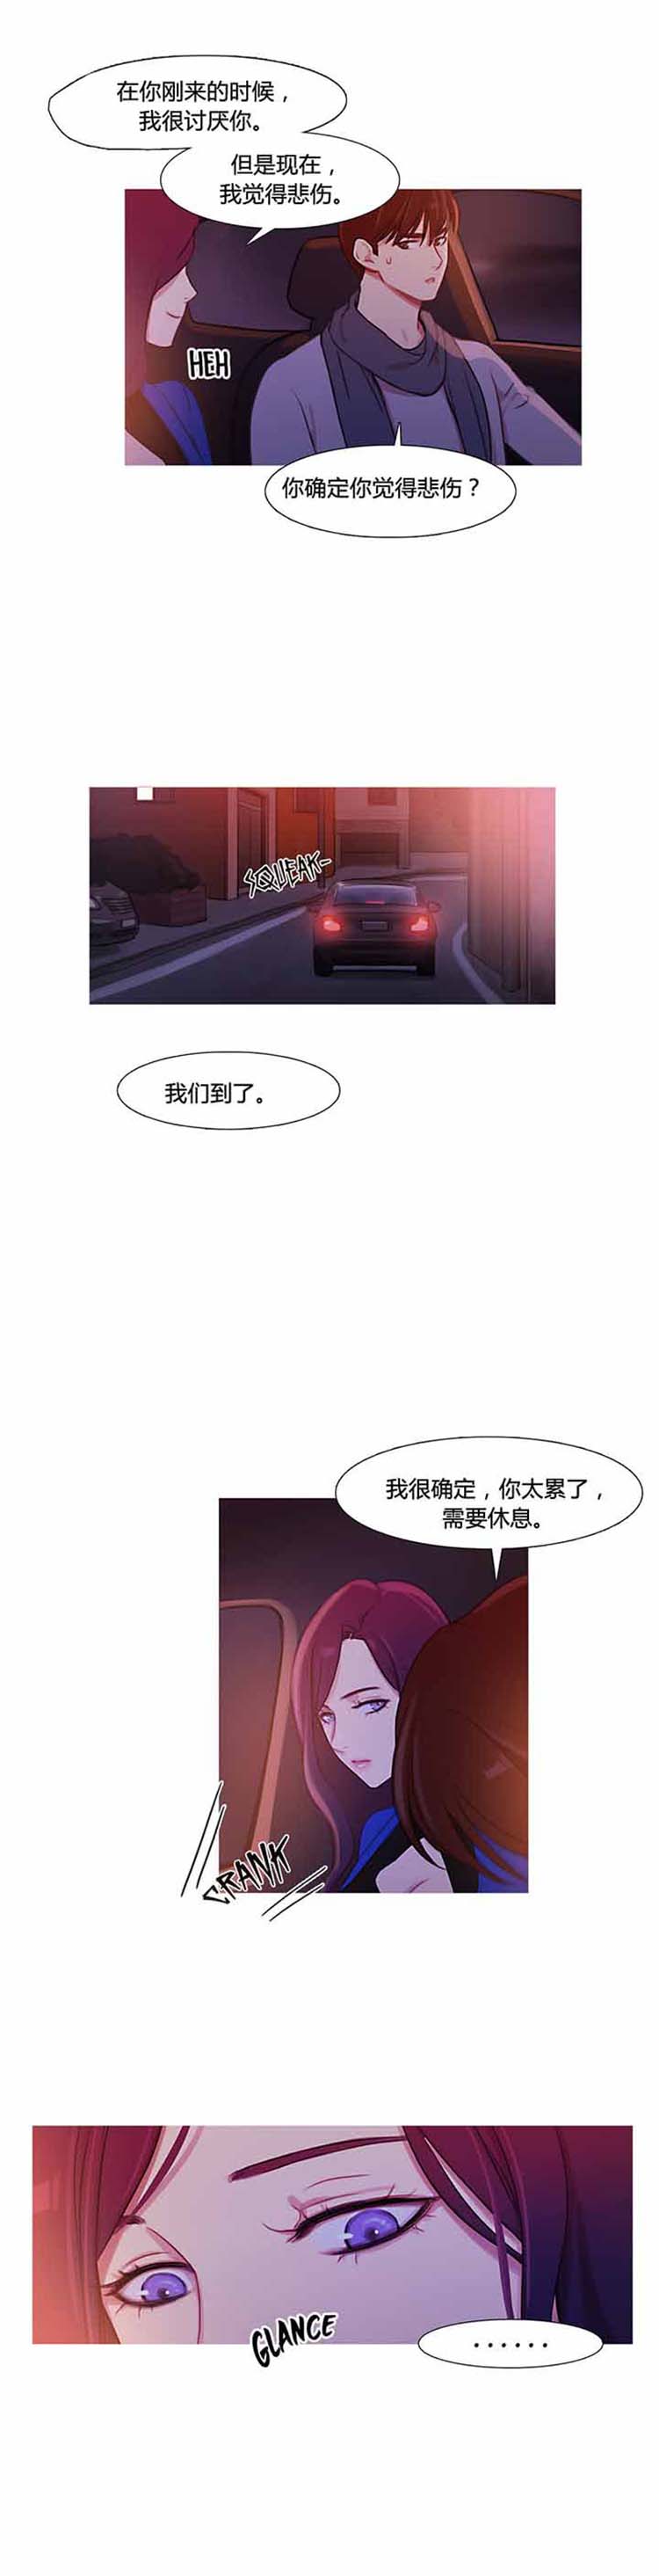 在你刚来的时候，
我很讨厌你。
但是现在，
我觉得悲伤。
HEH
你确定你觉得悲伤？
SQUEAK-
我们到了。
我很确定，你太累了，
需要休息。
CRANK
GLANCE
······